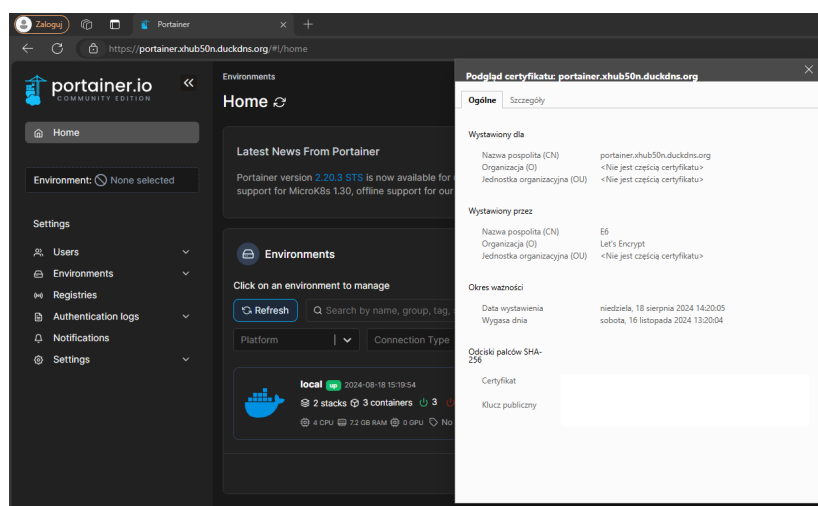 Zaloguj
Portainer
https://portainer.xhub50n.duckdns.org/#!/home
portainer.io
COMMUNITY EDITION
Home
Environment: None selected
Settings
Users
Environments
Registries
Authentication logs
Notifications
Settings
Environments
Home
Latest News From Portainer
Portainer version 2.20.3 STS is now available for
support for MicroK8s 1.30, offline support for our
Environments
Click on an environment to manage
Refresh
Search by name, group, tag,
Platform
Connection Type
local up 2024-08-18 15:19:54
2 stacks 3 containers 3
4 CPU 7.2 GB RAM 0 GPU No
Podgląd certyfikatu: portainer.xhub50n.duckdns.org
Ogólne Szczegóły
Wystawiony dla
Nazwa pospolita (CN) portainer.xhub50n.duckdns.org
Organizacja (O) <Nie jest częścią certyfikatu>
Jednostka organizacyjna (OU) <Nie jest częścią certyfikatu>
Wystawiony przez
Nazwa pospolita (CN) E6
Organizacja (O) Let's Encrypt
Jednostka organizacyjna (OU) <Nie jest częścią certyfikatu>
Okres ważności
Data wystawienia niedziela, 18 sierpnia 2024 14:20:05
Wygasa dnia sobota, 16 listopada 2024 13:20:04
Odciski palców SHA-
256
Certyfikat
Klucz publiczny